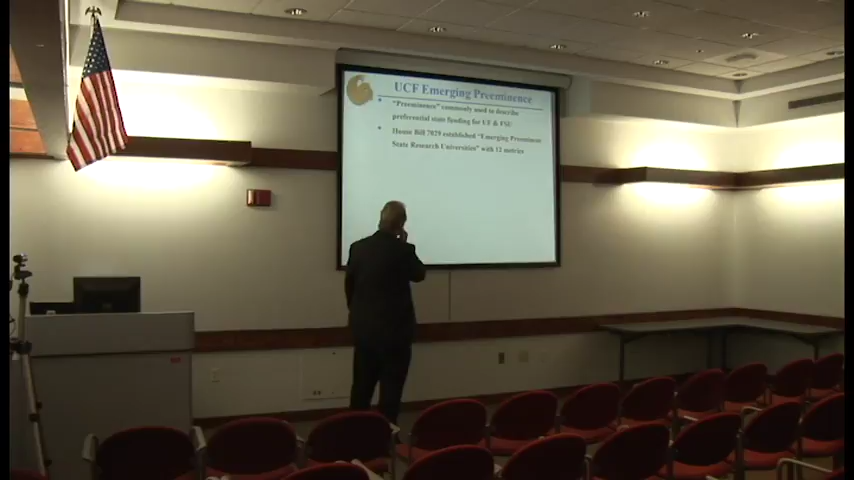 UCF Emerging Preeminence
"Preeminence" commonly used to describe
preferential state funding for UF & FSU
House Bill 7029 established "Emerging Preeminent
State Research Universities" with 12 metrics